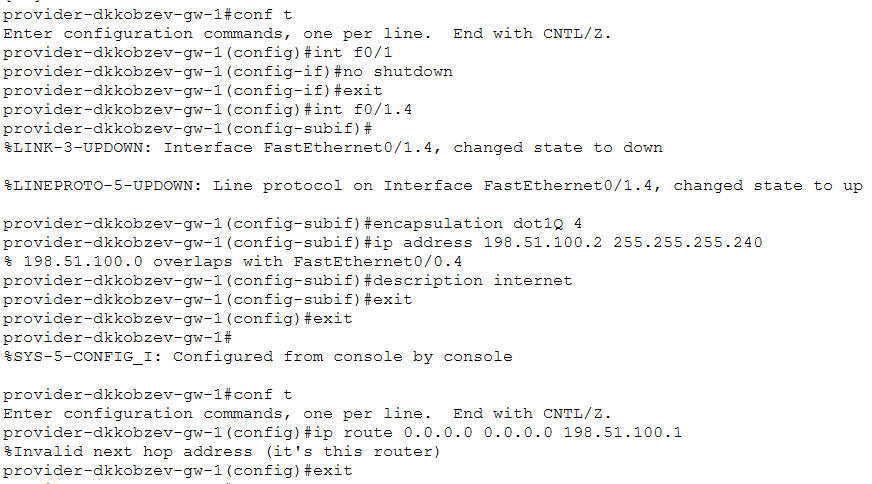 provider-dkkobzev-gw-1#conf t
Enter configuration commands, one per line.  End with CNTL/Z.
provider-dkkobzev-gw-1(config)#int f0/1
provider-dkkobzev-gw-1(config-if)#no shutdown
provider-dkkobzev-gw-1(config-if)#exit
provider-dkkobzev-gw-1(config)#int f0/1.4
provider-dkkobzev-gw-1(config-subif)#
%LINK-3-UPDOWN: Interface FastEthernet0/1.4, changed state to down
%LINEPROTO-5-UPDOWN: Line protocol on Interface FastEthernet0/1.4, changed state to up
provider-dkkobzev-gw-1(config-subif)#encapsulation dot1Q 4
provider-dkkobzev-gw-1(config-subif)#ip address 198.51.100.2 255.255.255.240
% 198.51.100.0 overlaps with FastEthernet0/0.4
provider-dkkobzev-gw-1(config-subif)#description internet
provider-dkkobzev-gw-1(config-subif)#exit
provider-dkkobzev-gw-1(config)#exit
provider-dkkobzev-gw-1#
%SYS-5-CONFIG_I: Configured from console by console
provider-dkkobzev-gw-1#conf t
Enter configuration commands, one per line.  End with CNTL/Z.
provider-dkkobzev-gw-1(config)#ip route 0.0.0.0 0.0.0.0 198.51.100.1
%Invalid next hop address (it's this router)
provider-dkkobzev-gw-1(config)#exit